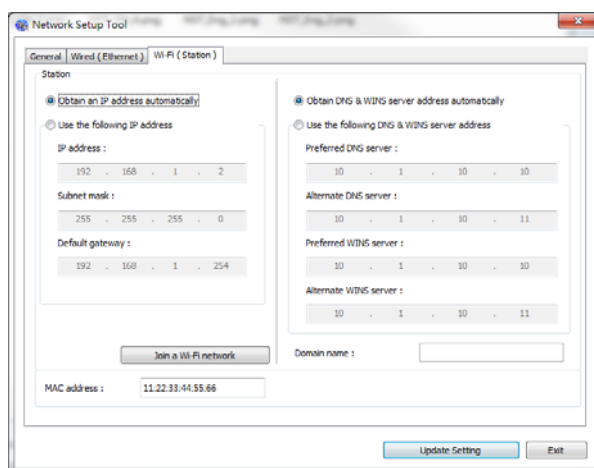 Network Setup Tool
General
Wired ( Ethernet )
Wi-Fi ( Station )
Station
Obtain an IP address automatically
Use the following IP address
IP address :
192 . 168 . 1 . 2
Subnet mask :
255 . 255 . 255 . 0
Default gateway :
192 . 168 . 1 . 254
Join a Wi-Fi network
Obtain DNS & WINS server address automatically
Use the following DNS & WINS server address
Preferred DNS server :
10 . 1 . 10 . 10
Alternate DNS server :
10 . 1 . 10 . 11
Preferred WINS server :
10 . 1 . 10 . 10
Alternate WINS server :
10 . 1 . 10 . 11
Domain name :
MAC address :
11:22:33:44:55:66
Update Setting
Exit